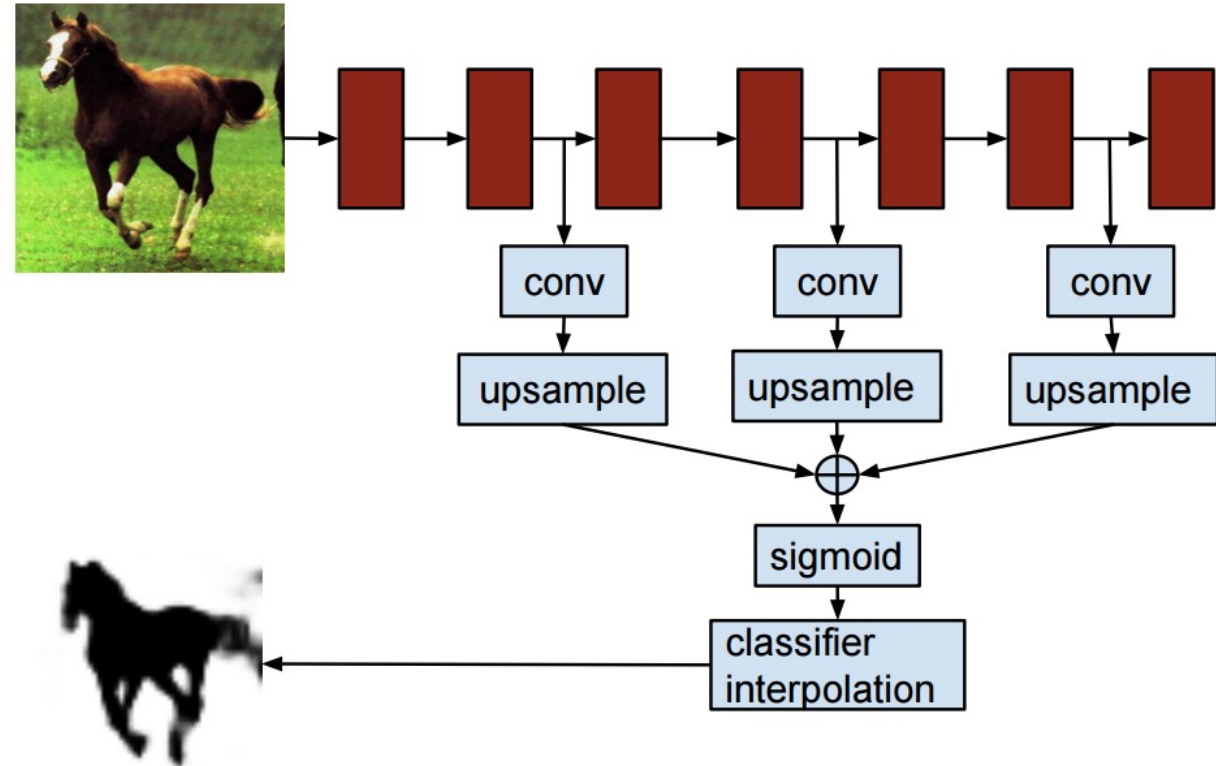 conv
conv
conv
upsample
upsample
upsample
sigmoid
classifier
interpolation